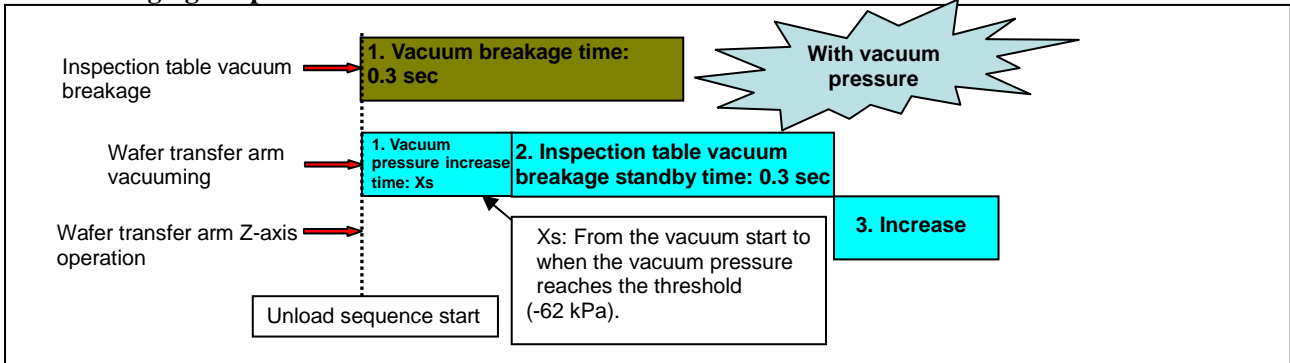 1. Vacuum breakage time:
0.3 sec
With vacuum
pressure
Inspection table vacuum
breakage
Wafer transfer arm
vacuuming
1. Vacuum
pressure increase
time: Xs
2. Inspection table vacuum
breakage standby time: 0.3 sec
Wafer transfer arm Z-axis
operation
3. Increase
Xs: From the vacuum start to
when the vacuum pressure
reaches the threshold
(-62 kPa).
Unload sequence start